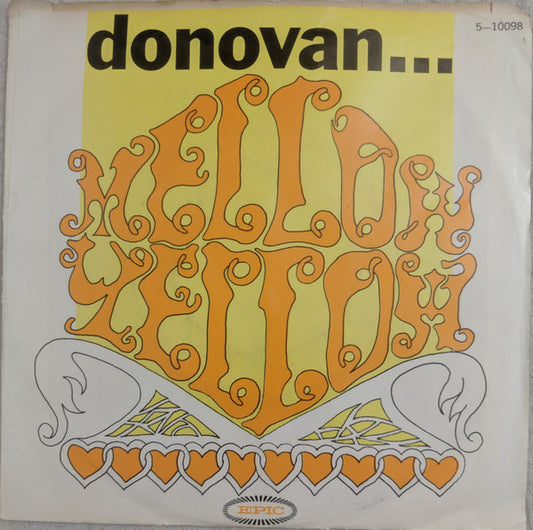 donovan...
5—10098
MELLOW
YELLOW
EPIC